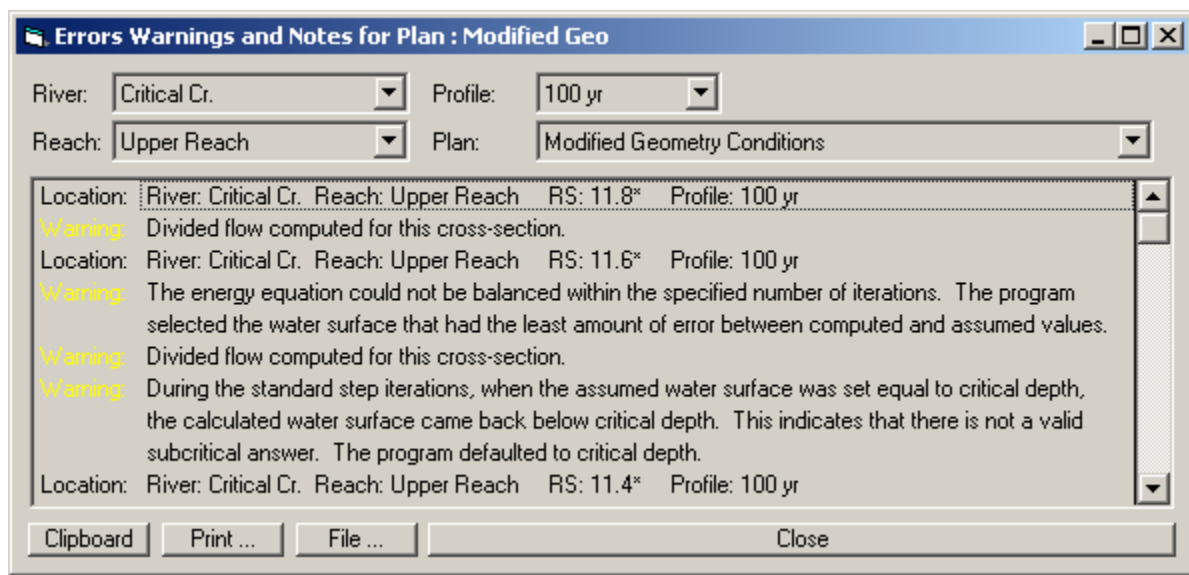 Errors Warnings and Notes for Plan : Modified Geo
River: Critical Cr. Profile: 100 yr
Reach: Upper Reach Plan: Modified Geometry Conditions
Location: River: Critical Cr. Reach: Upper Reach RS: 11.8* Profile: 100 yr
Warning: Divided flow computed for this cross-section.
Location: River: Critical Cr. Reach: Upper Reach RS: 11.6* Profile: 100 yr
Warning: The energy equation could not be balanced within the specified number of iterations. The program
selected the water surface that had the least amount of error between computed and assumed values.
Warning: Divided flow computed for this cross-section.
Warning: During the standard step iterations, when the assumed water surface was set equal to critical depth,
the calculated water surface came back below critical depth. This indicates that there is not a valid
subcritical answer. The program defaulted to critical depth.
Location: River: Critical Cr. Reach: Upper Reach RS: 11.4* Profile: 100 yr
Clipboard Print ... File ... Close